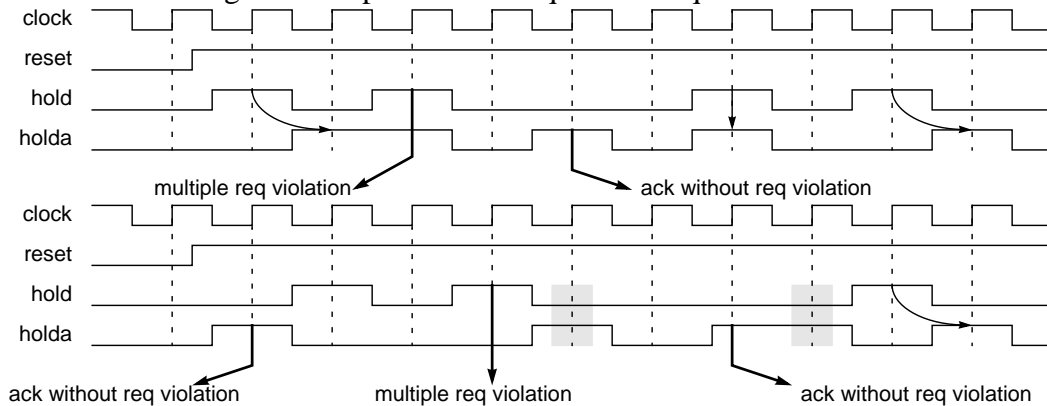 clock
reset
hold
holda
multiple req violation
ack without req violation
clock
reset
hold
holda
ack without req violation
multiple req violation
ack without req violation